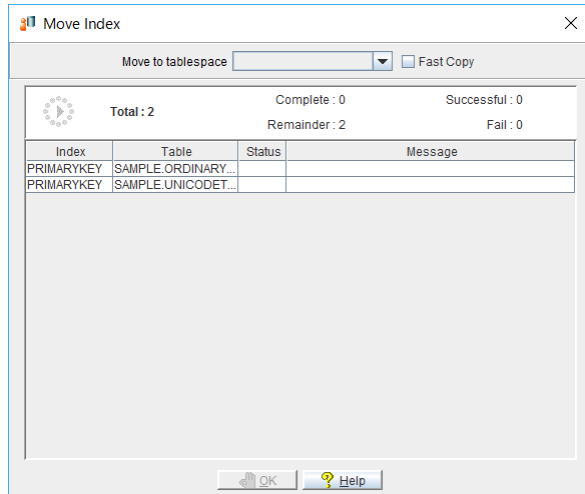 Move Index
Move to tablespace Fast Copy
Total : 2 Complete : 0 Successful : 0
Remainder : 2 Fail : 0
Index Table Status Message
PRIMARYKEY SAMPLE.ORDINARY...
PRIMARYKEY SAMPLE.UNICODET...
OK Help